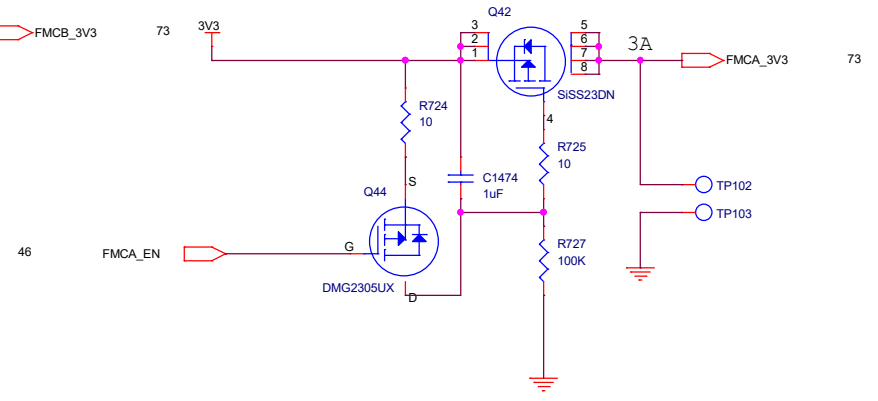 Q42
FMCB_3V3 73 3V3
3 5
2 6
1 7
8
3A
FMCA_3V3 73
SiSS23DN
R724
10
4
R725
10
C1474
1uF
S
Q44
TP102
TP103
46 FMCA_EN
G
R727
100K
DMG2305UX
D